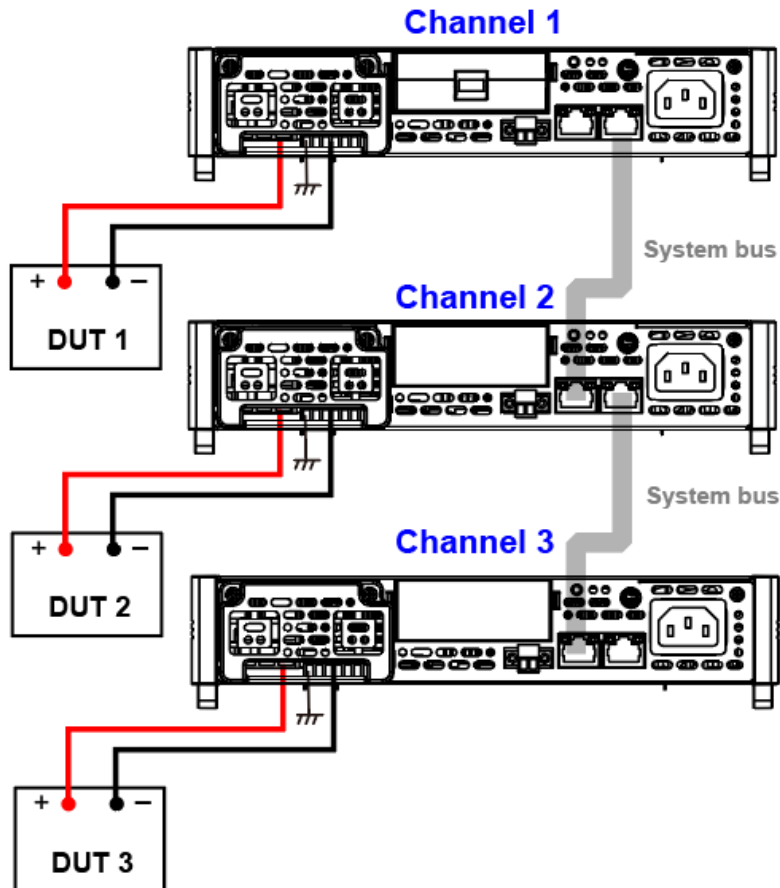 Channel 1
System bus
+ −
DUT 1
Channel 2
System bus
+ −
DUT 2
Channel 3
+ −
DUT 3